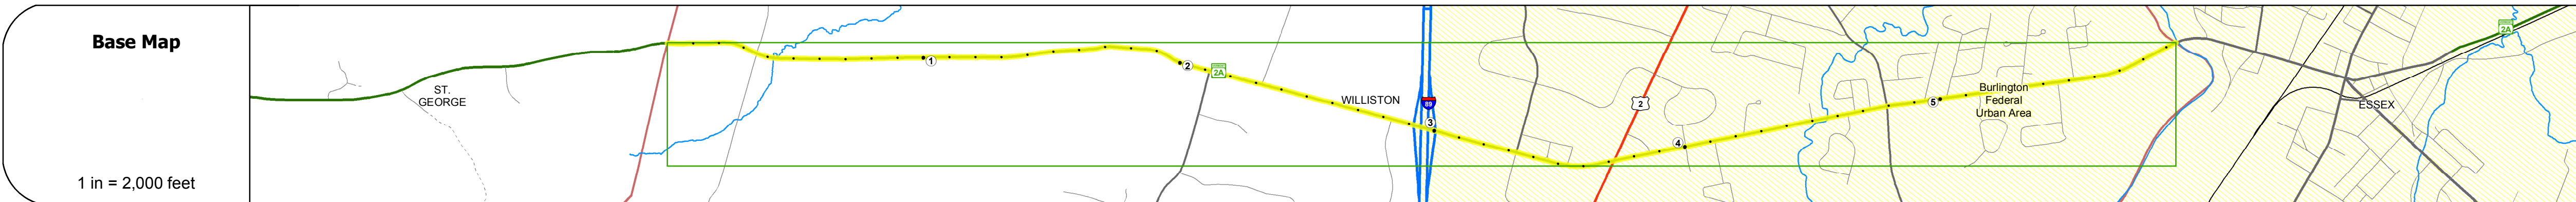 Base Map
1 in = 2,000 feet
ST.
GEORGE
1
2
2A
WILLISTON
89
3
2
4
5
Burlington
Federal
Urban Area
ESSEX
2A